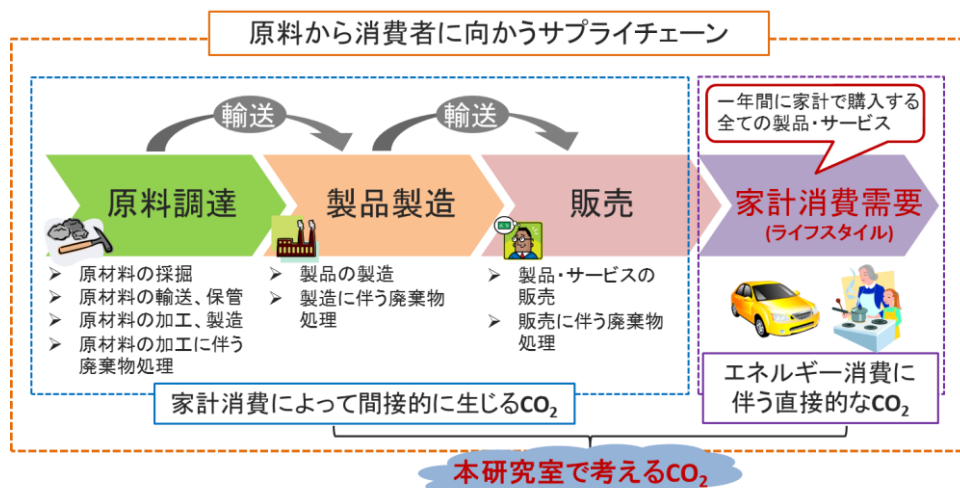 原料から消費者に向かうサプライチェーン
一年間に家計で購入する
全ての製品・サービス
輸送
輸送
原料調達
製品製造
販売
家計消費需要
(ライフスタイル)
➢ 原材料の採掘
➢ 原材料の輸送、保管
➢ 原材料の加工、製造
➢ 原材料の加工に伴う
廃棄物処理
➢ 製品の製造
➢ 製造に伴う廃棄物
処理
➢ 製品・サービスの
販売
➢ 販売に伴う廃棄物
処理
家計消費によって間接的に生じるCO₂
エネルギー消費に
伴う直接的なCO₂
本研究室で考えるCO₂